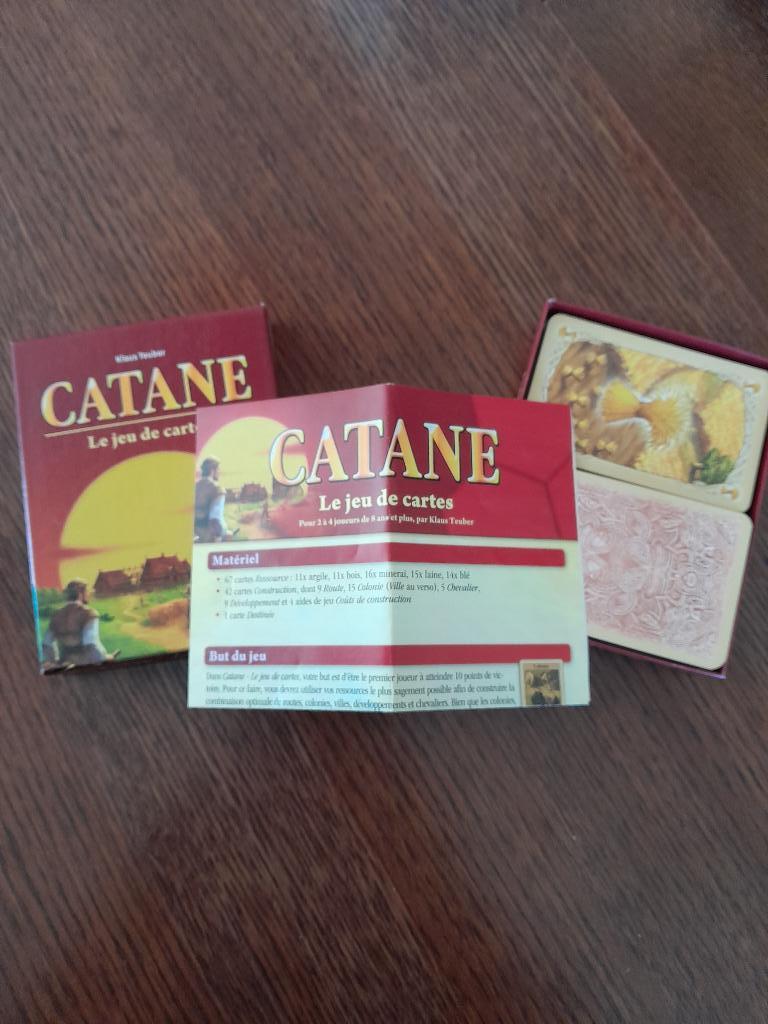 Klaus Teuber
CATANE
Le jeu de cart
CATANE
Le jeu de cartes
Pour 2 à 4 joueurs de 8 ans et plus, par Klaus Teuber
Matériel
• 67 cartes Ressource : 11x argile, 11x bois, 16x minerai, 15x laine, 14x blé
• 42 cartes Construction, dont 9 Route, 15 Colonie (Ville au verso), 5 Chevalier,
9 Développement et 4 aides de jeu Coûts de construction
• 1 carte Destinée
But du jeu
Dans Catane - Le jeu de cartes, votre but est d'être le premier joueur à atteindre 10 points de vic-
toire. Pour ce faire, vous devrez utiliser vos ressources le plus sagement possible afin de construire la
combinaison optimale de routes, colonies, villes, développements et chevaliers. Bien que les colonies,